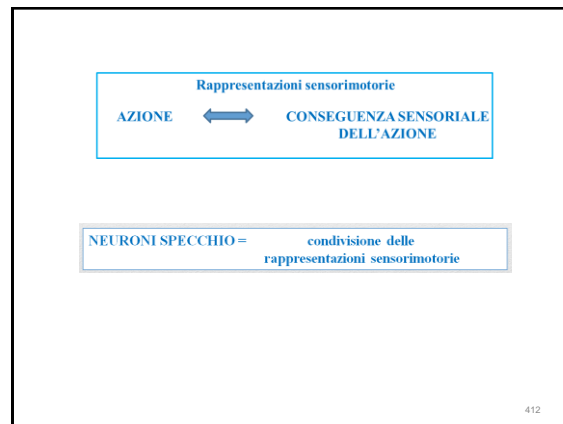 Rappresentazioni sensorimotorie
AZIONE CONSEGUENZA SENSORIALE
DELL'AZIONE
NEURONI SPECCHIO = condivisione delle
rappresentazioni sensorimotorie
412